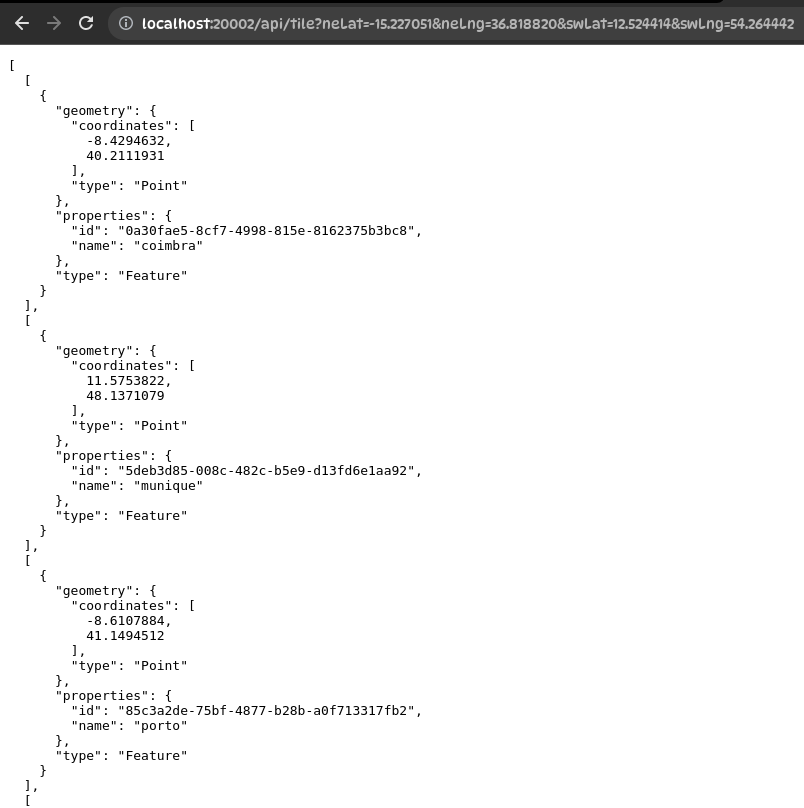 localhost:20002/api/tile?neLat=-15.227051&neLng=36.818820&swLat=12.524414&swLng=54.264442
[
  [
    {
      "geometry": {
        "coordinates": [
          -8.4294632,
          40.2111931
        ],
        "type": "Point"
      },
      "properties": {
        "id": "0a30fae5-8cf7-4998-815e-8162375b3bc8",
        "name": "coimbra"
      },
      "type": "Feature"
    }
  ],
  [
    {
      "geometry": {
        "coordinates": [
          11.5753822,
          48.1371079
        ],
        "type": "Point"
      },
      "properties": {
        "id": "5deb3d85-008c-482c-b5e9-d13fd6e1aa92",
        "name": "munique"
      },
      "type": "Feature"
    }
  ],
  [
    {
      "geometry": {
        "coordinates": [
          -8.6107884,
          41.1494512
        ],
        "type": "Point"
      },
      "properties": {
        "id": "85c3a2de-75bf-4877-b28b-a0f713317fb2",
        "name": "porto"
      },
      "type": "Feature"
    }
  ],
  [